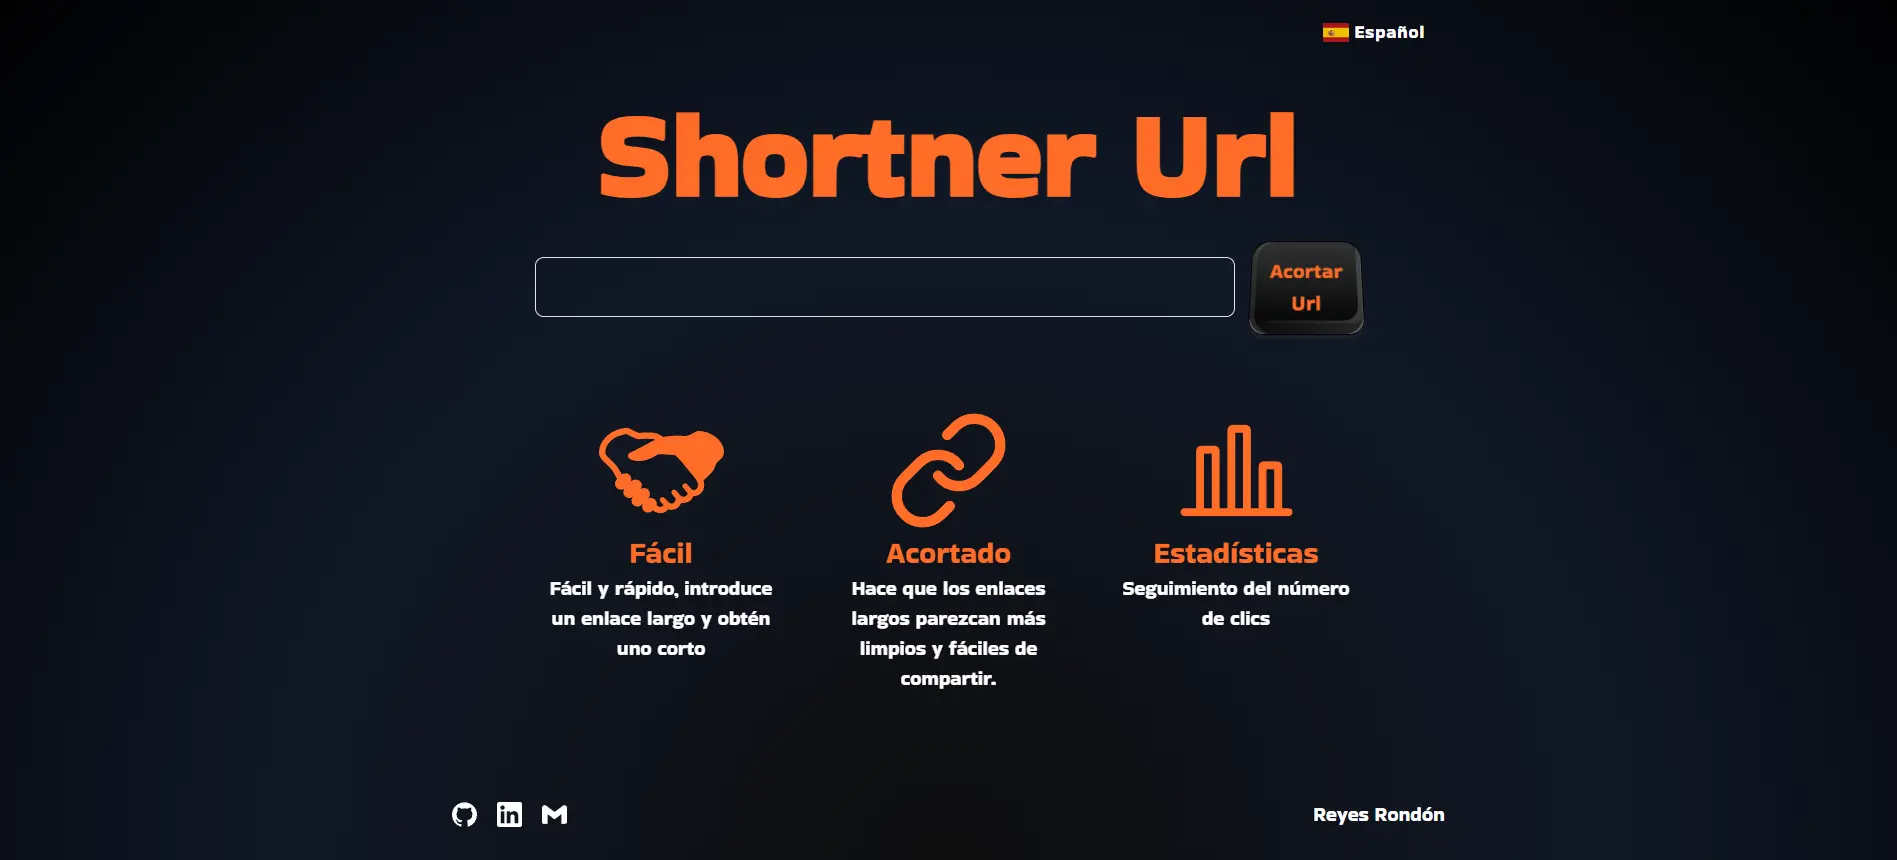 Español
Shortner Url
Acortar
Url
Fácil
Fácil y rápido, introduce
un enlace largo y obtén
uno corto
Acortado
Hace que los enlaces
largos parezcan más
limpios y fáciles de
compartir.
Estadísticas
Seguimiento del número
de clics
in
Reyes Rondón